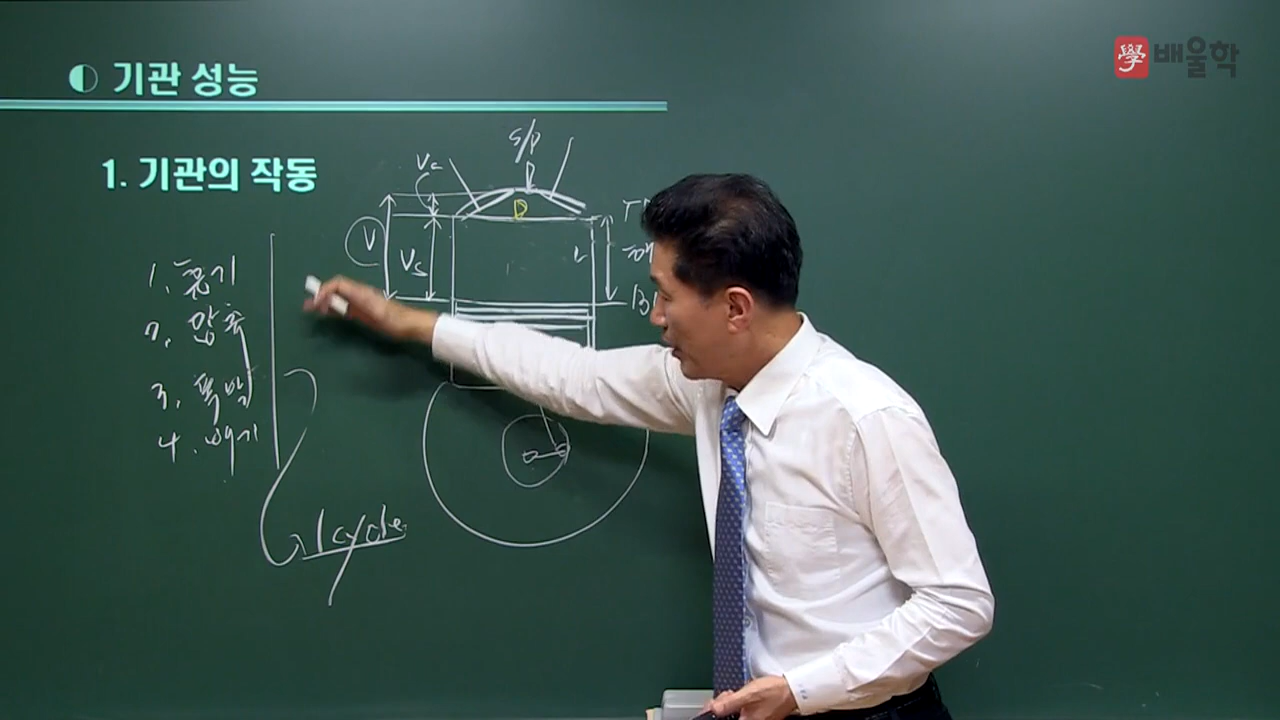 學 배울학
기관 성능
1. 기관의 작동
S/P
Vc
V
Vs
L
1. 흡기
2. 압축
3. 폭발
4. 배기
1cycle